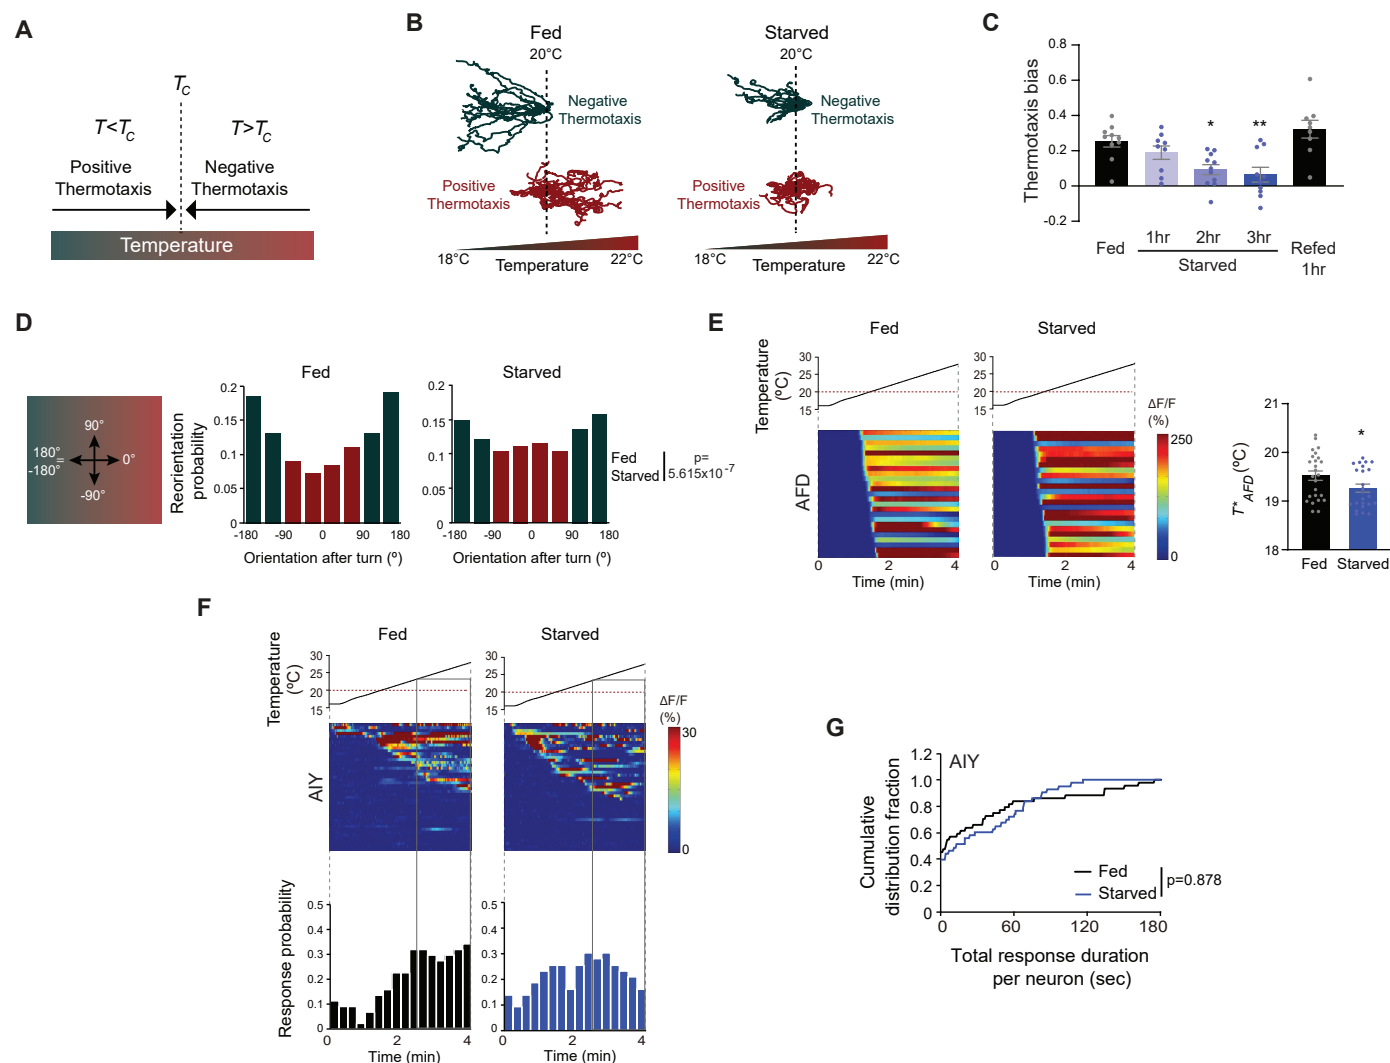 A
T_C
T<T_C
T>T_C
Positive
Thermotaxis
Negative
Thermotaxis
Temperature
B
Fed
20°C
Negative
Thermotaxis
Positive
Thermotaxis
18°C
22°C
Temperature
Starved
20°C
Negative
Thermotaxis
Positive
Thermotaxis
18°C
22°C
Temperature
C
Thermotaxis bias
0.8
0.6
0.4
0.2
0
-0.2
*
**
Fed
1hr
2hr
3hr
Starved
Refed
1hr
D
90°
180°
-180°
=
0°
-90°
Fed
Reorientation
probability
0.2
0.15
0.1
0.05
0
-180
-90
0
90
180
Orientation after turn (º)
Starved
0.2
0.15
0.1
0.05
0
-180
-90
0
90
180
Orientation after turn (º)
Fed
Starved
p=
5.615x10-7
E
Fed
Starved
Temperature
(ºC)
30
25
20
15
30
25
20
15
AFD
0
2
4
Time (min)
0
2
4
Time (min)
ΔF/F
(%)
250
0
T*AFD (ºC)
21
20
19
18
*
Fed
Starved
F
Fed
Starved
Temperature
(ºC)
30
25
20
15
30
25
20
15
AIY
ΔF/F
(%)
30
0
Response probability
0.5
0.4
0.3
0.2
0.1
0
0
2
4
Time (min)
0.5
0.4
0.3
0.2
0.1
0
0
2
4
Time (min)
G
AIY
Cumulative
distribution fraction
1.2
1.0
0.8
0.6
0.4
0.2
0
0
60
120
180
Fed
Starved
p=0.878
Total response duration
per neuron (sec)